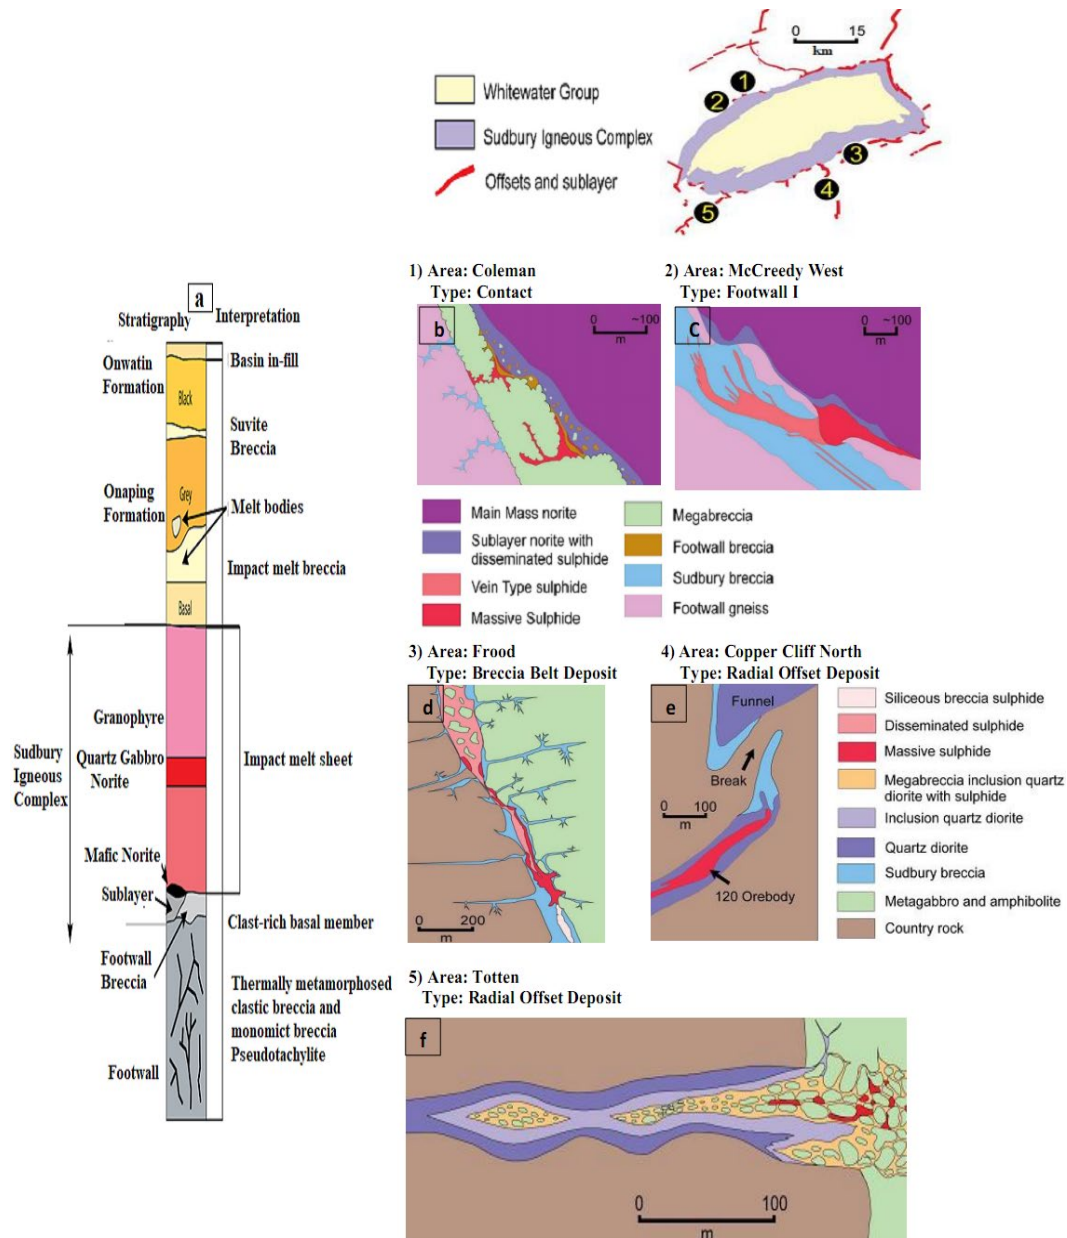 0 15
km
Whitewater Group
Sudbury Igneous Complex
Offsets and sublayer
1
2
3
4
5
a
Stratigraphy Interpretation
Onwatin
Formation
Black
Basin in-fill
Suvite
Breccia
Onaping
Formation
Grey
Melt bodies
Impact melt breccia
Basal
Sudbury
Igneous
Complex
Granophyre
Quartz Gabbro
Norite
Impact melt sheet
Mafic Norite
Sublayer
Clast-rich basal member
Footwall
Breccia
Thermally metamorphosed
clastic breccia and
monomict breccia
Pseudotachylite
Footwall
1) Area: Coleman
Type: Contact
b
0 ~100
m
2) Area: McCreedy West
Type: Footwall I
C
0 ~100
m
Main Mass norite
Sublayer norite with
disseminated sulphide
Vein Type sulphide
Massive Sulphide
Megabreccia
Footwall breccia
Sudbury breccia
Footwall gneiss
3) Area: Frood
Type: Breccia Belt Deposit
d
0 200
m
4) Area: Copper Cliff North
Type: Radial Offset Deposit
e
Funnel
Break
0 100
m
120 Orebody
Siliceous breccia sulphide
Disseminated sulphide
Massive sulphide
Megabreccia inclusion quartz
diorite with sulphide
Inclusion quartz diorite
Quartz diorite
Sudbury breccia
Metagabbro and amphibolite
Country rock
5) Area: Totten
Type: Radial Offset Deposit
f
0 100
m